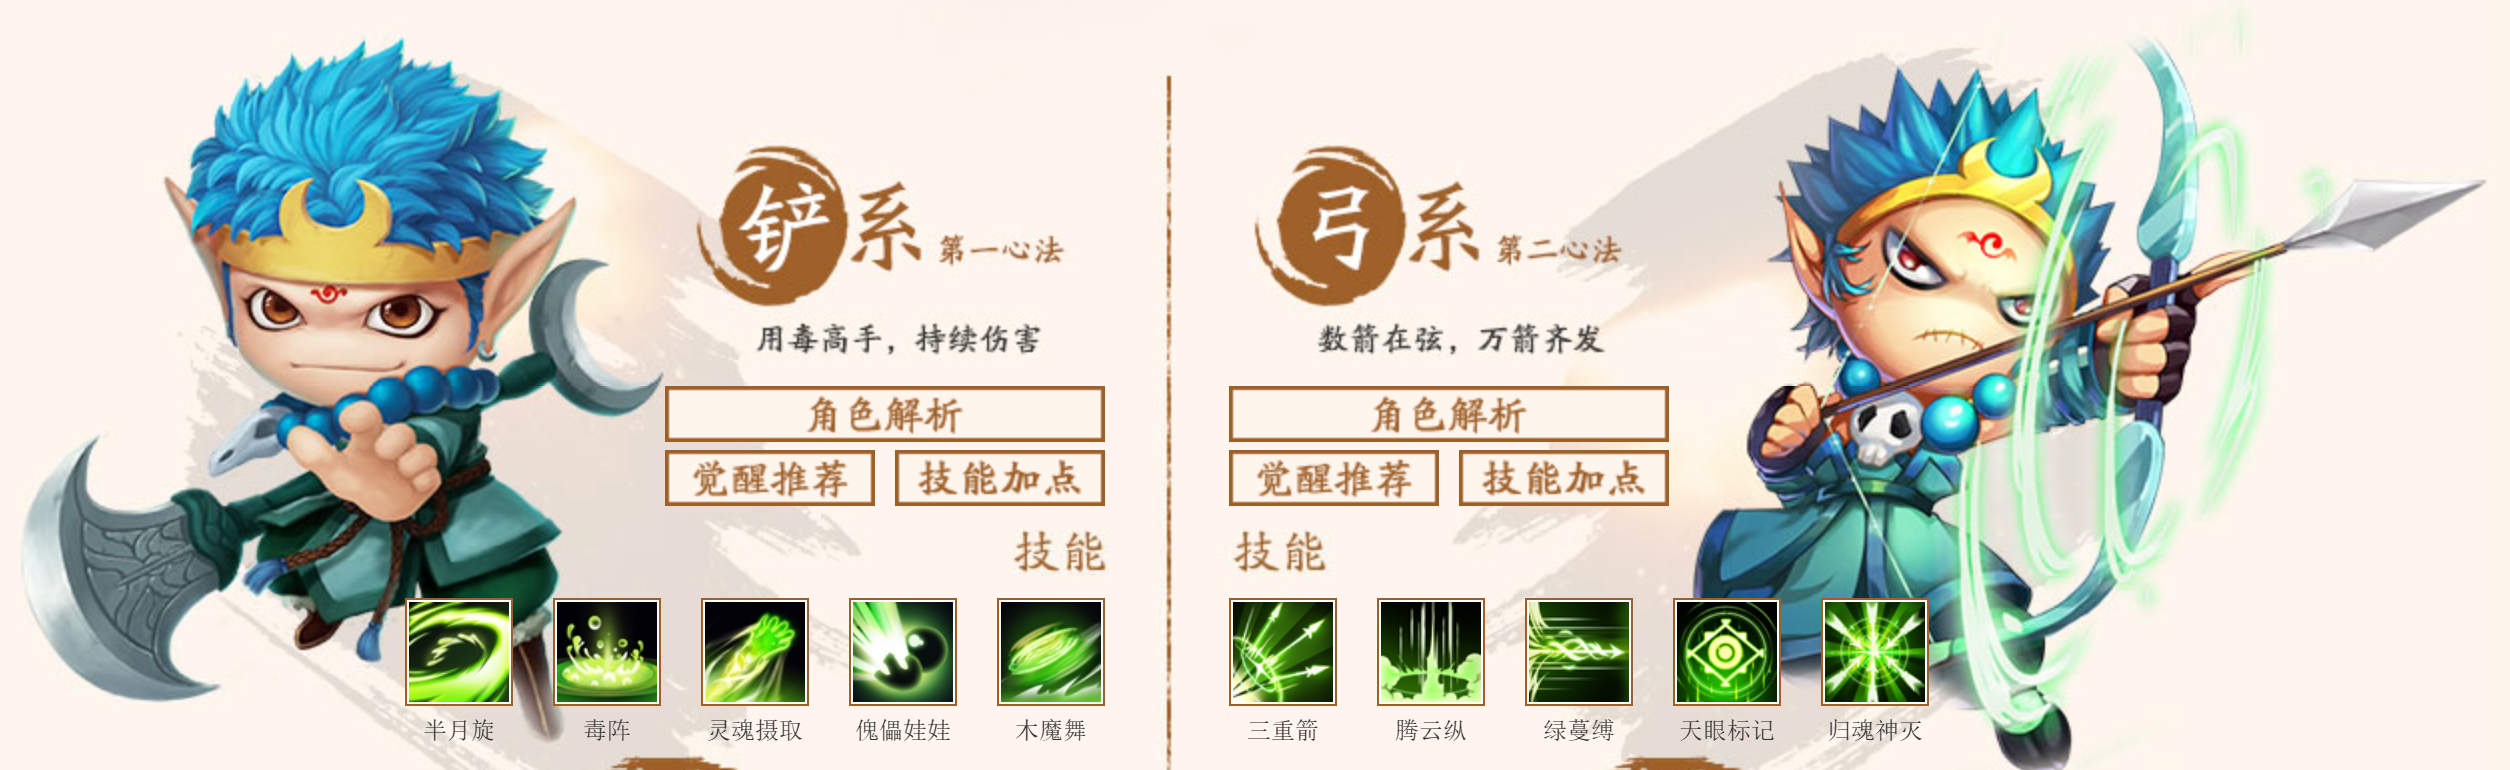 铲系 第一心法
用毒高手，持续伤害
角色解析
觉醒推荐 技能加点
技能
半月旋 毒阵 灵魂摄取 傀儡娃娃 木魔舞
弓系 第二心法
数箭在弦，万箭齐发
角色解析
觉醒推荐 技能加点
技能
三重箭 腾云纵 绿蔓缚 天眼标记 归魂神灭